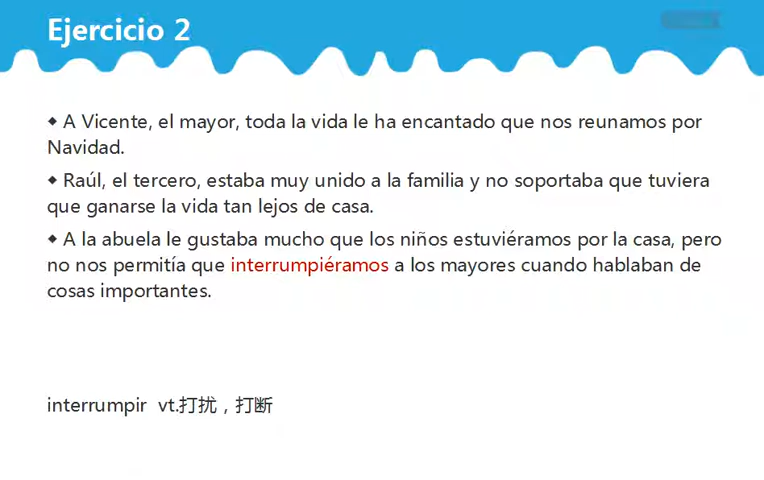 Ejercicio 2
◆ A Vicente, el mayor, toda la vida le ha encantado que nos reunamos por
Navidad.
◆ Raúl, el tercero, estaba muy unido a la familia y no soportaba que tuviera
que ganarse la vida tan lejos de casa.
◆ A la abuela le gustaba mucho que los niños estuviéramos por la casa, pero
no nos permitía que interrumpiéramos a los mayores cuando hablaban de
cosas importantes.
interrumpir vt.打扰，打断